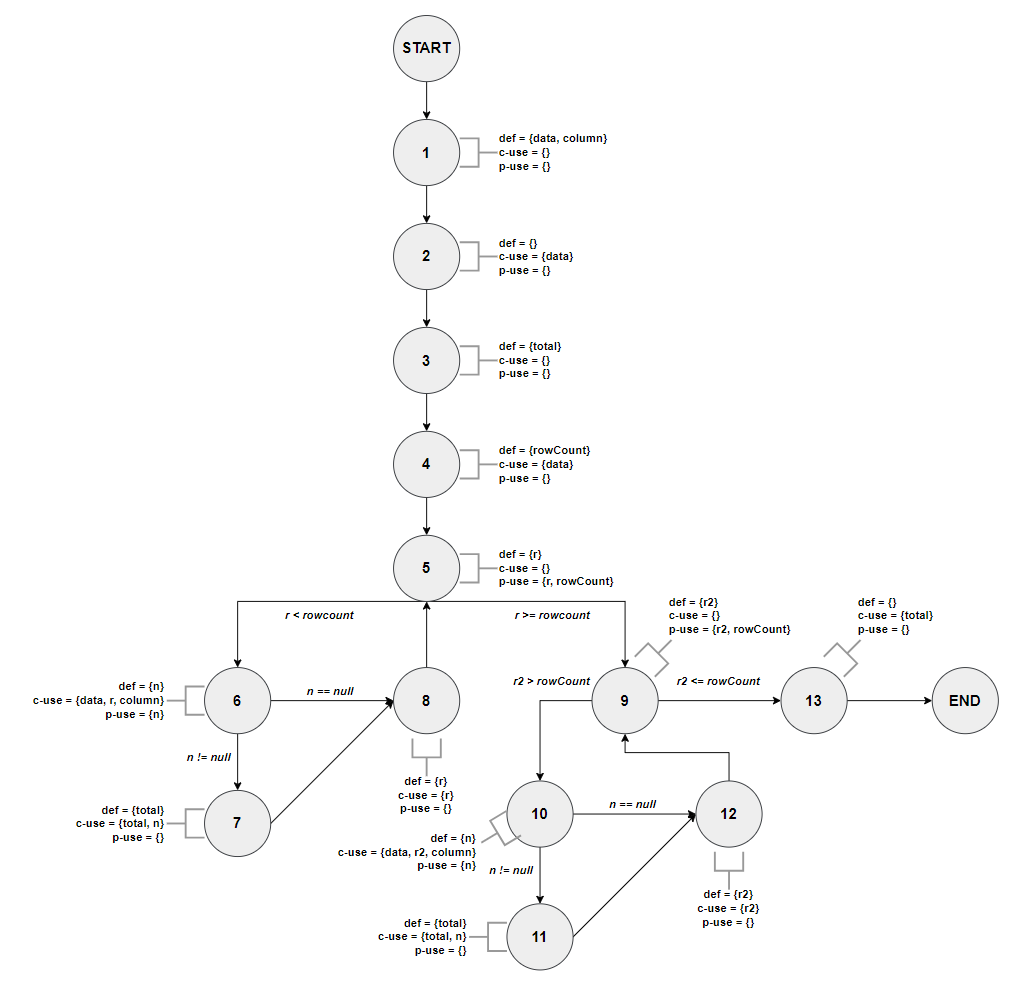 START
1
def = {data, column}
c-use = {}
p-use = {}
2
def = {}
c-use = {data}
p-use = {}
3
def = {total}
c-use = {}
p-use = {}
4
def = {rowCount}
c-use = {data}
p-use = {}
5
def = {r}
c-use = {}
p-use = {r, rowCount}
r < rowcount
r >= rowcount
def = {n}
c-use = {data, r, column}
p-use = {n}
6
n == null
8
def = {r}
c-use = {r}
p-use = {}
n != null
def = {total}
c-use = {total, n}
p-use = {}
7
def = {r2}
c-use = {}
p-use = {r2, rowCount}
r2 > rowCount
9
r2 <= rowCount
def = {}
c-use = {total}
p-use = {}
13
END
10
def = {n}
c-use = {data, r2, column}
p-use = {n}
n == null
12
def = {r2}
c-use = {r2}
p-use = {}
n != null
def = {total}
c-use = {total, n}
p-use = {}
11